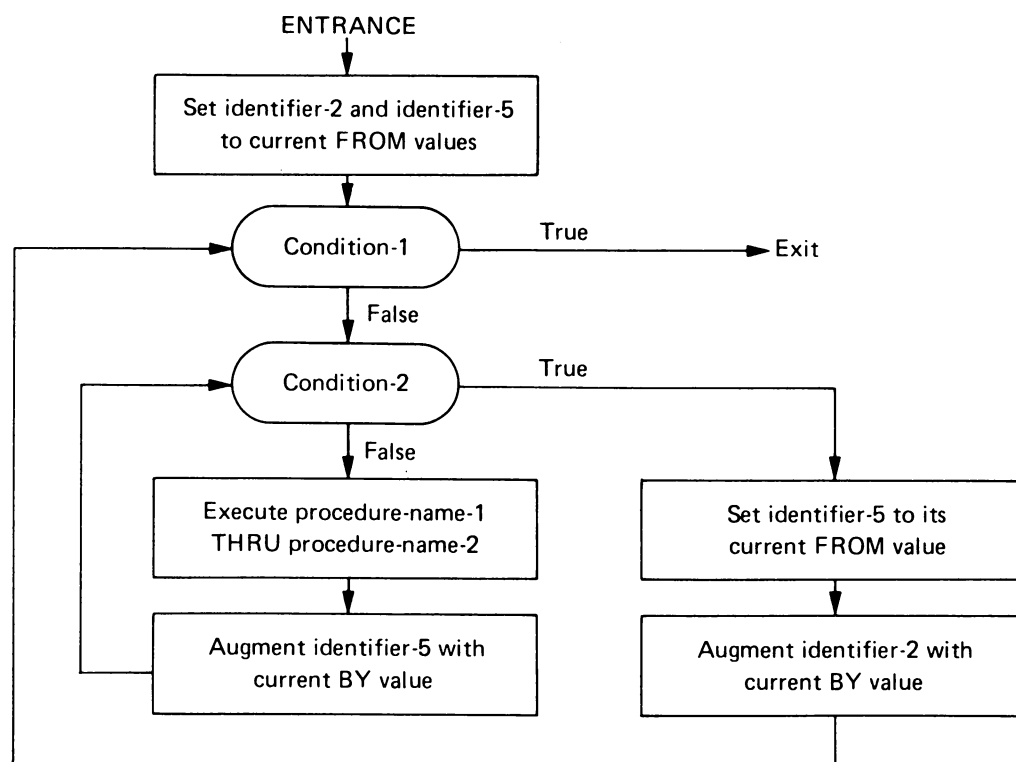 ENTRANCE
Set identifier-2 and identifier-5
to current FROM values
Condition-1
True
Exit
False
Condition-2
True
False
Execute procedure-name-1
THRU procedure-name-2
Set identifier-5 to its
current FROM value
Augment identifier-5 with
current BY value
Augment identifier-2 with
current BY value